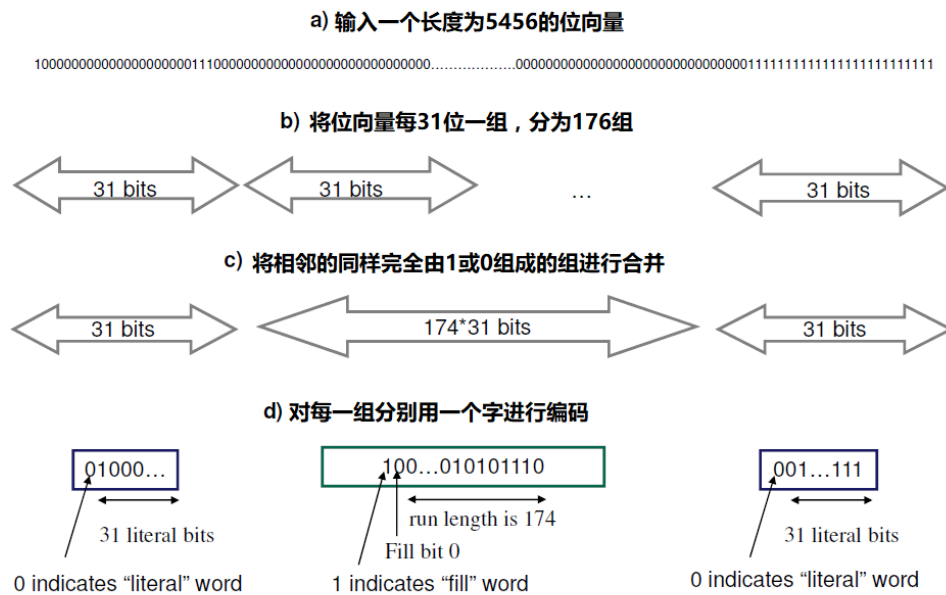 a) 输入一个长度为5456的位向量
1000000000000000000001110000000000000000000000000000000..................00000000000000000000000000000001111111111111111111111111
b) 将位向量每31位一组，分为176组
31 bits 31 bits ... 31 bits
c) 将相邻的同样完全由1或0组成的组进行合并
31 bits 174*31 bits 31 bits
d) 对每一组分别用一个字进行编码
01000... 100...010101110 001...111
31 literal bits run length is 174 31 literal bits
Fill bit 0
0 indicates “literal” word 1 indicates “fill” word 0 indicates “literal” word